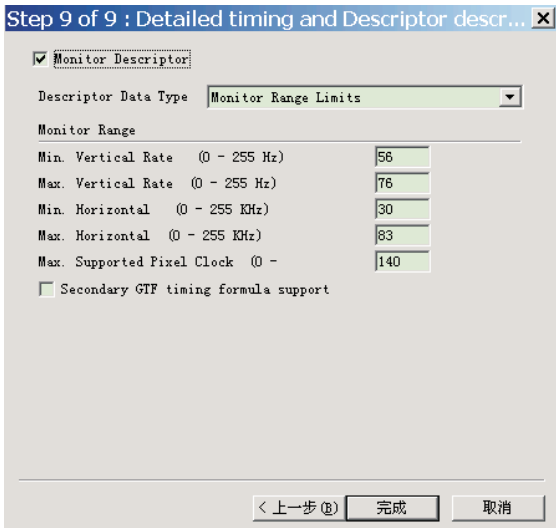 Step 9 of 9 : Detailed timing and Descriptor descr...
Monitor Descriptor
Descriptor Data Type Monitor Range Limits
Monitor Range
Min. Vertical Rate (0 - 255 Hz) 56
Max. Vertical Rate (0 - 255 Hz) 76
Min. Horizontal (0 - 255 KHz) 30
Max. Horizontal (0 - 255 KHz) 83
Max. Supported Pixel Clock (0 - 140
Secondary GTF timing formula support
< 上一步(B) 完成 取消